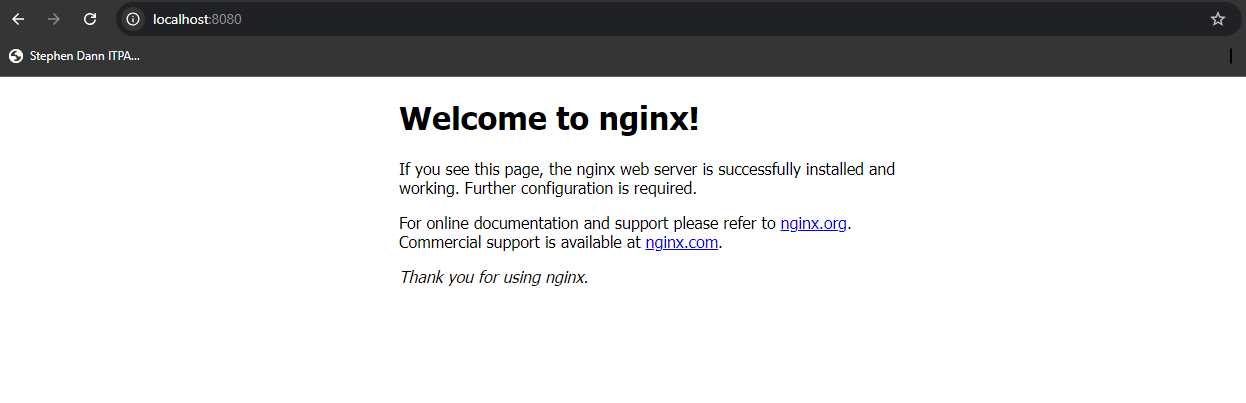 localhost:8080
Stephen Dann ITPA...
Welcome to nginx!
If you see this page, the nginx web server is successfully installed and
working. Further configuration is required.
For online documentation and support please refer to nginx.org.
Commercial support is available at nginx.com.
Thank you for using nginx.